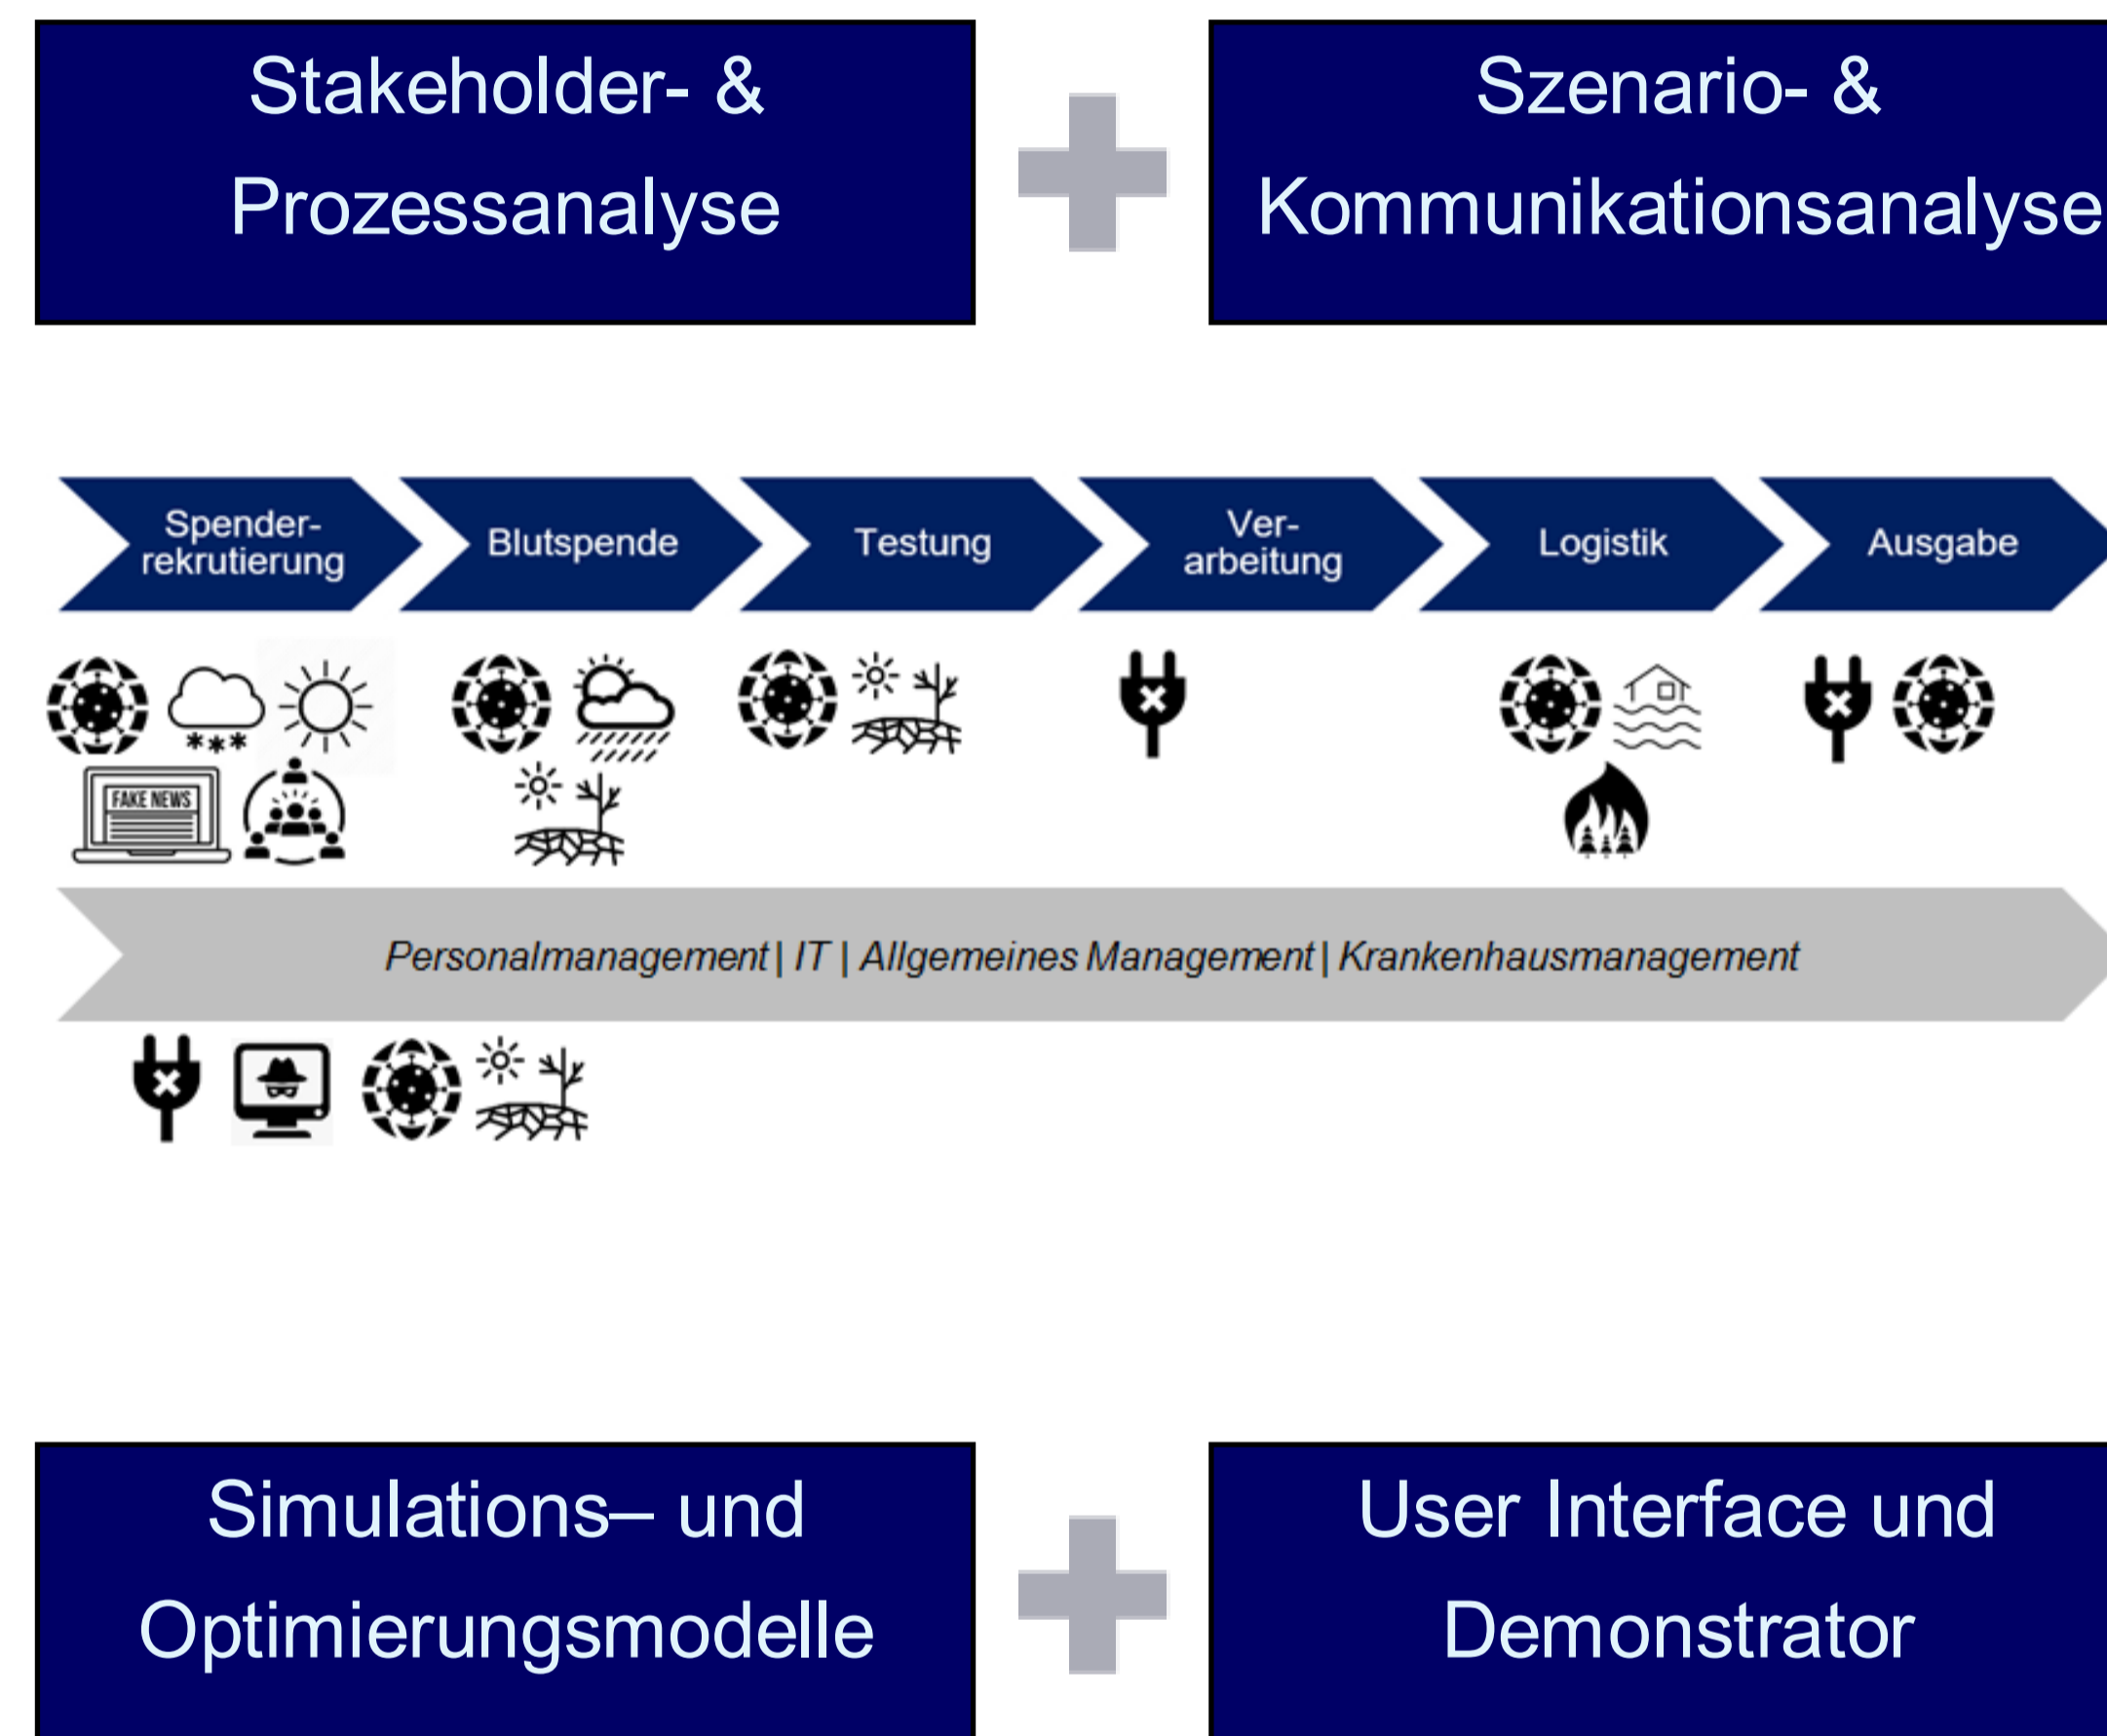 Stakeholder- &
Prozessanalyse
Szenario- &
Kommunikationsanalyse
Spender-
rekrutierung
Blutspende
Testung
Ver-
arbeitung
Logistik
Ausgabe
FAKE NEWS
Personalmanagement | IT | Allgemeines Management | Krankenhausmanagement
Simulations– und
Optimierungsmodelle
User Interface und
Demonstrator